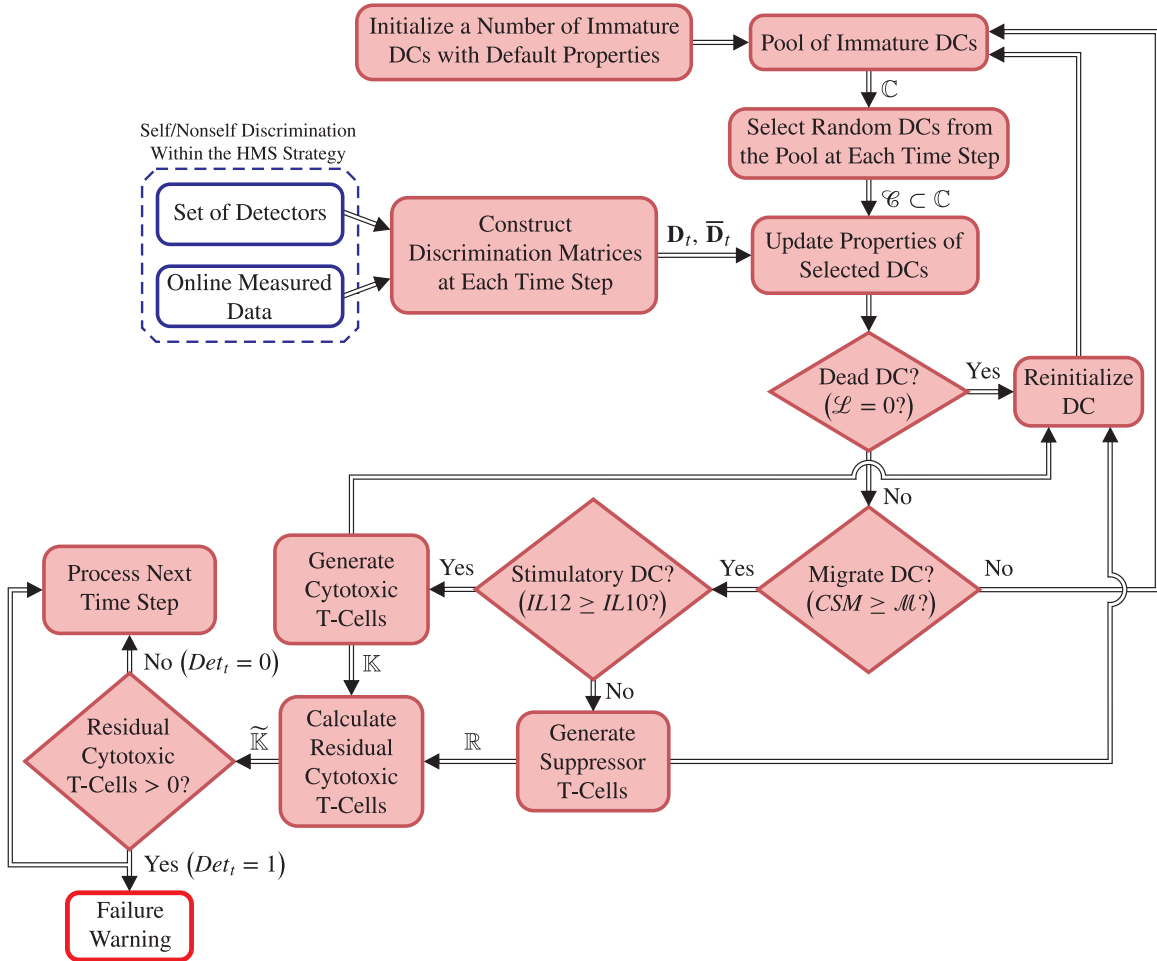 Initialize a Number of Immature
DCs with Default Properties
Pool of Immature DCs
ℂ
Select Random DCs from
the Pool at Each Time Step
𝒞 ⊂ ℂ
Self/Nonself Discrimination
Within the HMS Strategy
Set of Detectors
Online Measured
Data
Construct
Discrimination Matrices
at Each Time Step
𝐃ₜ, 𝐃̅ₜ
Update Properties of
Selected DCs
Dead DC?
(ℒ = 0?)
Yes
Reinitialize
DC
No
Migrate DC?
(CSM ≥ ℳ?)
No
Yes
Stimulatory DC?
(IL12 ≥ IL10?)
Yes
Generate
Cytotoxic
T-Cells
𝕂
No
Generate
Suppressor
T-Cells
ℝ
Calculate
Residual
Cytotoxic
T-Cells
𝕂̃
Residual
Cytotoxic
T-Cells > 0?
No (Detₜ = 0)
Process Next
Time Step
Yes (Detₜ = 1)
Failure
Warning